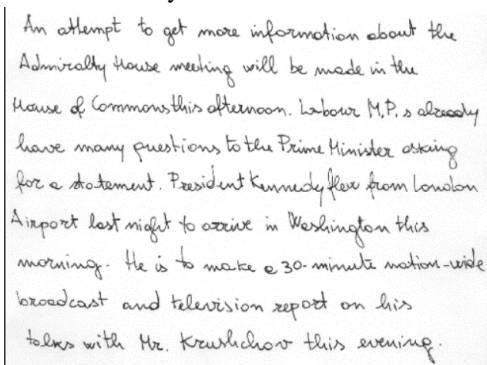 An attempt to get more information about the
Admiralty House meeting will be made in the
House of Commons this afternoon. Labour M.P.s already
have many questions to the Prime Minister asking
for a statement. President Kennedy flew from London
Airport last night to arrive in Washington this
morning. He is to make a 30-minute nation-wide
broadcast and television report on his
talks with Mr. Krushchov this evening.